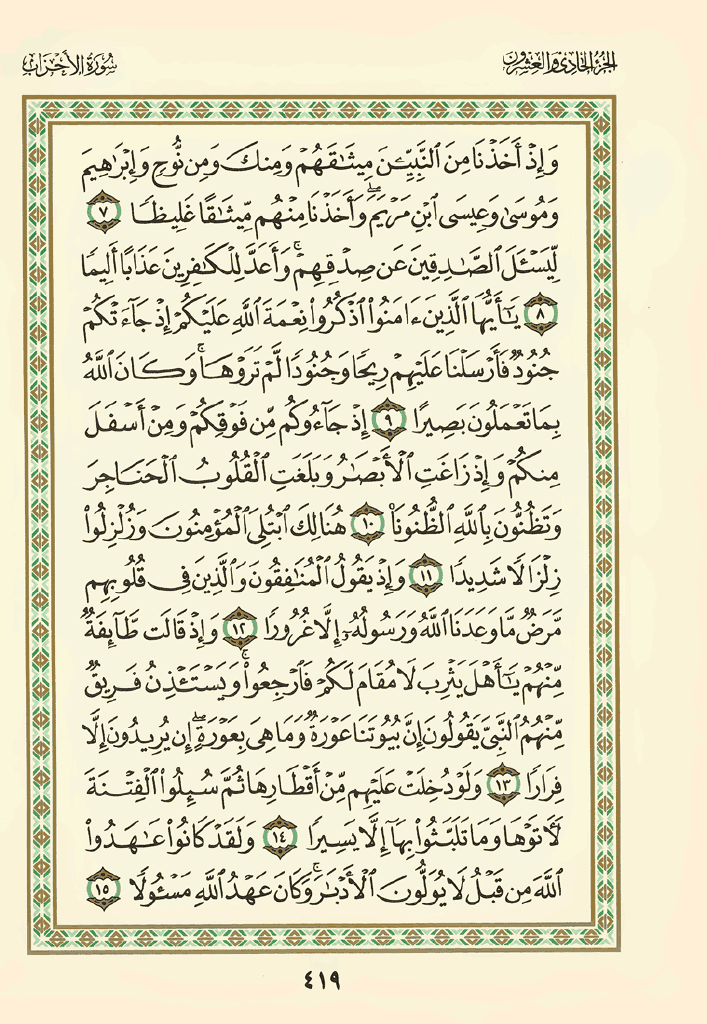 الجزء الحادي والعشرون
سورة الأحزاب
وَإِذْ أَخَذْنَا مِنَ ٱلنَّبِيِّـۧنَ مِيثَٰقَهُمْ وَمِنكَ وَمِن نُّوحٍ وَإِبْرَٰهِيمَ
وَمُوسَىٰ وَعِيسَى ٱبْنِ مَرْيَمَ ۖ وَأَخَذْنَا مِنْهُم مِّيثَٰقًا غَلِيظًا ٧
لِّيَسْـَٔلَ ٱلصَّٰدِقِينَ عَن صِدْقِهِمْ ۚ وَأَعَدَّ لِلْكَٰفِرِينَ عَذَابًا أَلِيمًا
٨ يَٰٓأَيُّهَا ٱلَّذِينَ ءَامَنُوا۟ ٱذْكُرُوا۟ نِعْمَةَ ٱللَّهِ عَلَيْكُمْ إِذْ جَآءَتْكُمْ
جُنُودٌ فَأَرْسَلْنَا عَلَيْهِمْ رِيحًا وَجُنُودًا لَّمْ تَرَوْهَا ۚ وَكَانَ ٱللَّهُ
بِمَا تَعْمَلُونَ بَصِيرًا ٩ إِذْ جَآءُوكُم مِّن فَوْقِكُمْ وَمِنْ أَسْفَلَ
مِنكُمْ وَإِذْ زَاغَتِ ٱلْأَبْصَٰرُ وَبَلَغَتِ ٱلْقُلُوبُ ٱلْحَنَاجِرَ
وَتَظُنُّونَ بِٱللَّهِ ٱلظُّنُونَا۠ ١٠ هُنَالِكَ ٱبْتُلِىَ ٱلْمُؤْمِنُونَ وَزُلْزِلُوا۟
زِلْزَالًا شَدِيدًا ١١ وَإِذْ يَقُولُ ٱلْمُنَٰفِقُونَ وَٱلَّذِينَ فِى قُلُوبِهِم
مَّرَضٌ مَّا وَعَدَنَا ٱللَّهُ وَرَسُولُهُۥٓ إِلَّا غُرُورًا ١٢ وَإِذْ قَالَت طَّآئِفَةٌ
مِّنْهُمْ يَٰٓأَهْلَ يَثْرِبَ لَا مُقَامَ لَكُمْ فَٱرْجِعُوا۟ ۚ وَيَسْتَـْٔذِنُ فَرِيقٌ
مِّنْهُمُ ٱلنَّبِىَّ يَقُولُونَ إِنَّ بُيُوتَنَا عَوْرَةٌ وَمَا هِىَ بِعَوْرَةٍ ۖ إِن يُرِيدُونَ إِلَّا
فِرَارًا ١٣ وَلَوْ دُخِلَتْ عَلَيْهِم مِّنْ أَقْطَارِهَا ثُمَّ سُئِلُوا۟ ٱلْفِتْنَةَ
لَـَٔاتَوْهَا وَمَا تَلَبَّثُوا۟ بِهَآ إِلَّا يَسِيرًا ١٤ وَلَقَدْ كَانُوا۟ عَٰهَدُوا۟
ٱللَّهَ مِن قَبْلُ لَا يُوَلُّونَ ٱلْأَدْبَٰرَ ۚ وَكَانَ عَهْدُ ٱللَّهِ مَسْـُٔولًا ١٥
٤١٩